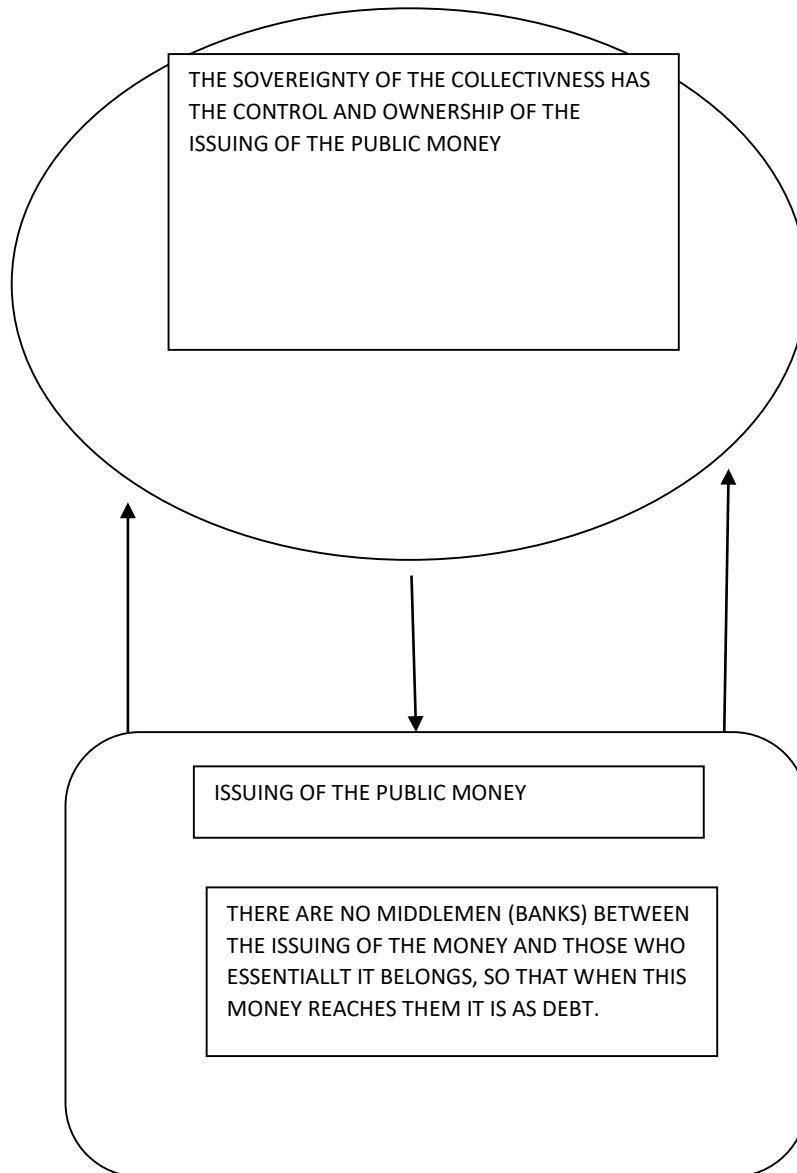 THE SOVEREIGNTY OF THE COLLECTIVNESS HAS
THE CONTROL AND OWNERSHIP OF THE
ISSUING OF THE PUBLIC MONEY
ISSUING OF THE PUBLIC MONEY
THERE ARE NO MIDDLEMEN (BANKS) BETWEEN
THE ISSUING OF THE MONEY AND THOSE WHO
ESSENTIALLT IT BELONGS, SO THAT WHEN THIS
MONEY REACHES THEM IT IS AS DEBT.